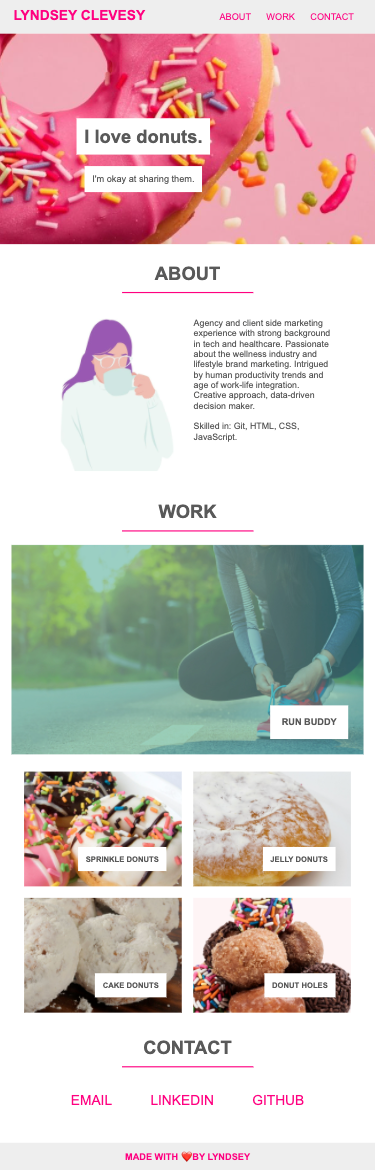 LYNDSEY CLEVESY
ABOUT WORK CONTACT
I love donuts.
I'm okay at sharing them.
ABOUT
Agency and client side marketing
experience with strong background
in tech and healthcare. Passionate
about the wellness industry and
lifestyle brand marketing. Intrigued
by human productivity trends and
age of work-life integration.
Creative approach, data-driven
decision maker.
Skilled in: Git, HTML, CSS,
JavaScript.
WORK
RUN BUDDY
SPRINKLE DONUTS
JELLY DONUTS
CAKE DONUTS
DONUT HOLES
CONTACT
EMAIL LINKEDIN GITHUB
MADE WITH ❤️BY LYNDSEY